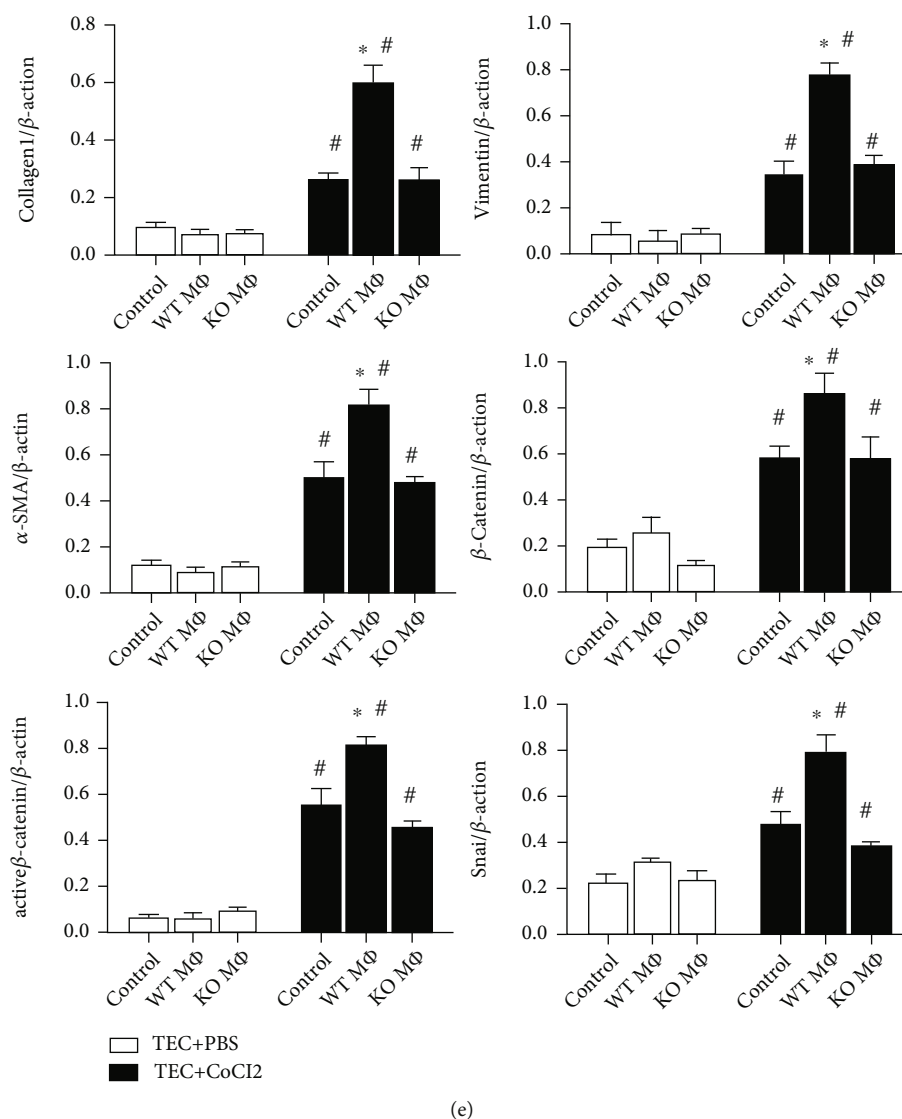 Collagen1/β-action
0.8
0.6
0.4
0.2
0.0
* #
#
#
Control
WT MΦ
KO MΦ
Control
WT MΦ
KO MΦ
Vimentin/β-action
1.0
0.8
0.6
0.4
0.2
0.0
* #
#
#
Control
WT MΦ
KO MΦ
Control
WT MΦ
KO MΦ
α-SMA/β-actin
1.0
0.8
0.6
0.4
0.2
0.0
* #
#
#
Control
WT MΦ
KO MΦ
Control
WT MΦ
KO MΦ
β-Catenin/β-action
1.0
0.8
0.6
0.4
0.2
0.0
* #
#
#
Control
WT MΦ
KO MΦ
Control
WT MΦ
KO MΦ
activeβ-catenin/β-actin
1.0
0.8
0.6
0.4
0.2
0.0
* #
#
#
Control
WT MΦ
KO MΦ
Control
WT MΦ
KO MΦ
Snai/β-action
1.0
0.8
0.6
0.4
0.2
0.0
* #
#
#
Control
WT MΦ
KO MΦ
Control
WT MΦ
KO MΦ
TEC+PBS
TEC+CoCI2
(e)